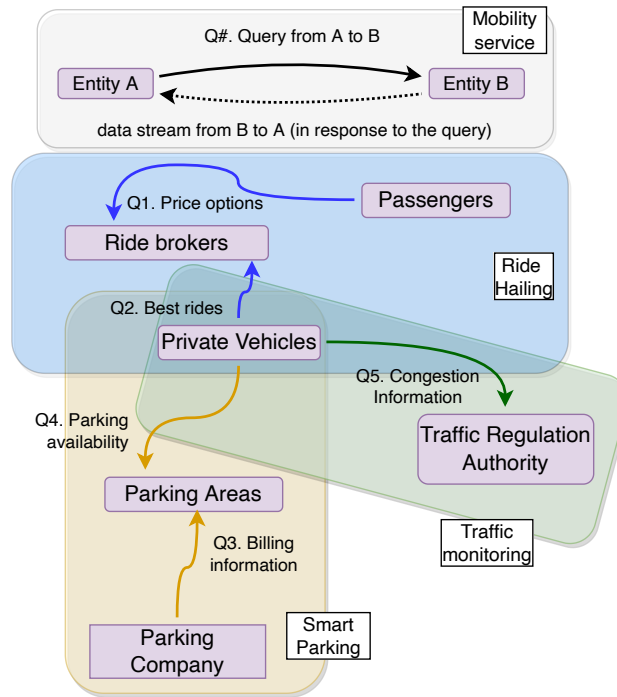 Mobility
service
Q#. Query from A to B
Entity A
Entity B
data stream from B to A (in response to the query)
Passengers
Q1. Price options
Ride brokers
Ride
Hailing
Q2. Best rides
Private Vehicles
Q5. Congestion
Information
Q4. Parking
availability
Traffic Regulation
Authority
Parking Areas
Traffic
monitoring
Q3. Billing
information
Smart
Parking
Parking
Company